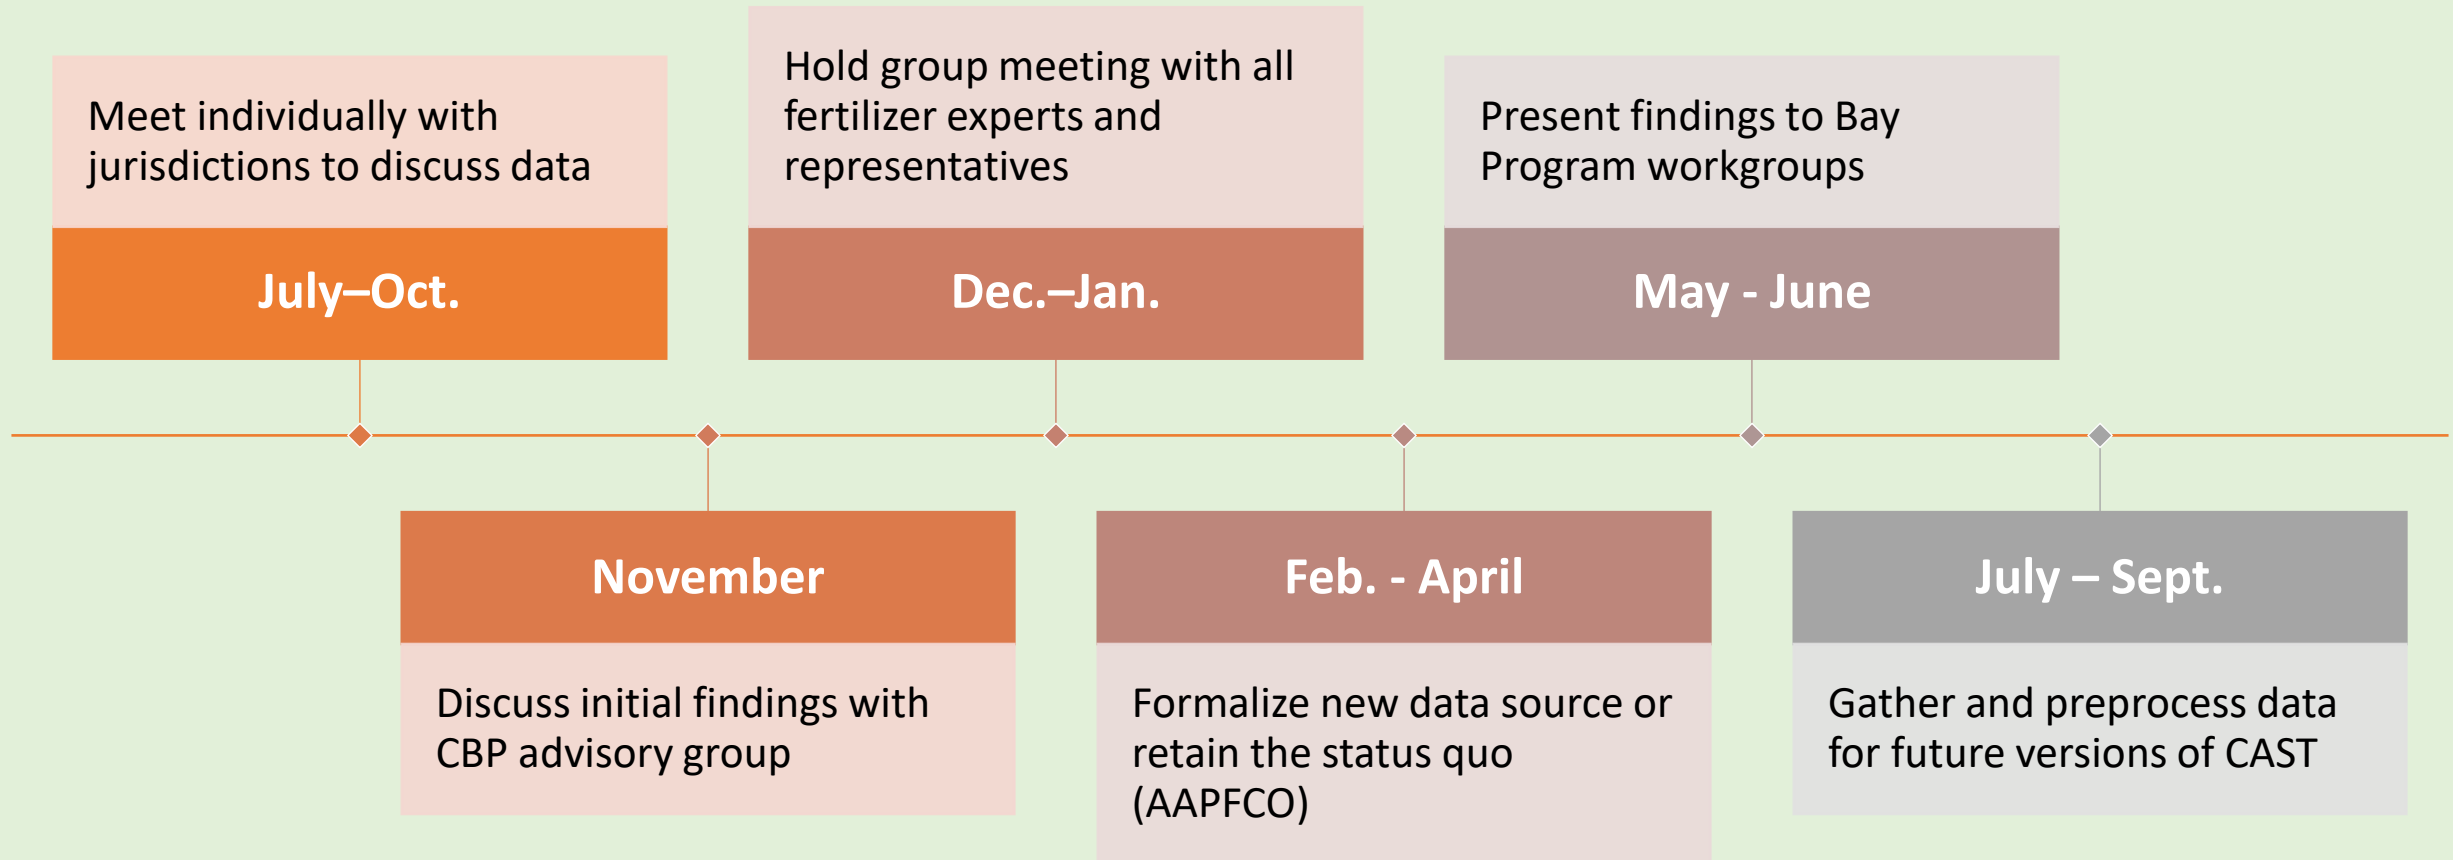 Meet individually with
jurisdictions to discuss data
July–Oct.
November
Discuss initial findings with
CBP advisory group
Hold group meeting with all
fertilizer experts and
representatives
Dec.–Jan.
Feb. - April
Formalize new data source or
retain the status quo
(AAPFCO)
Present findings to Bay
Program workgroups
May - June
July – Sept.
Gather and preprocess data
for future versions of CAST